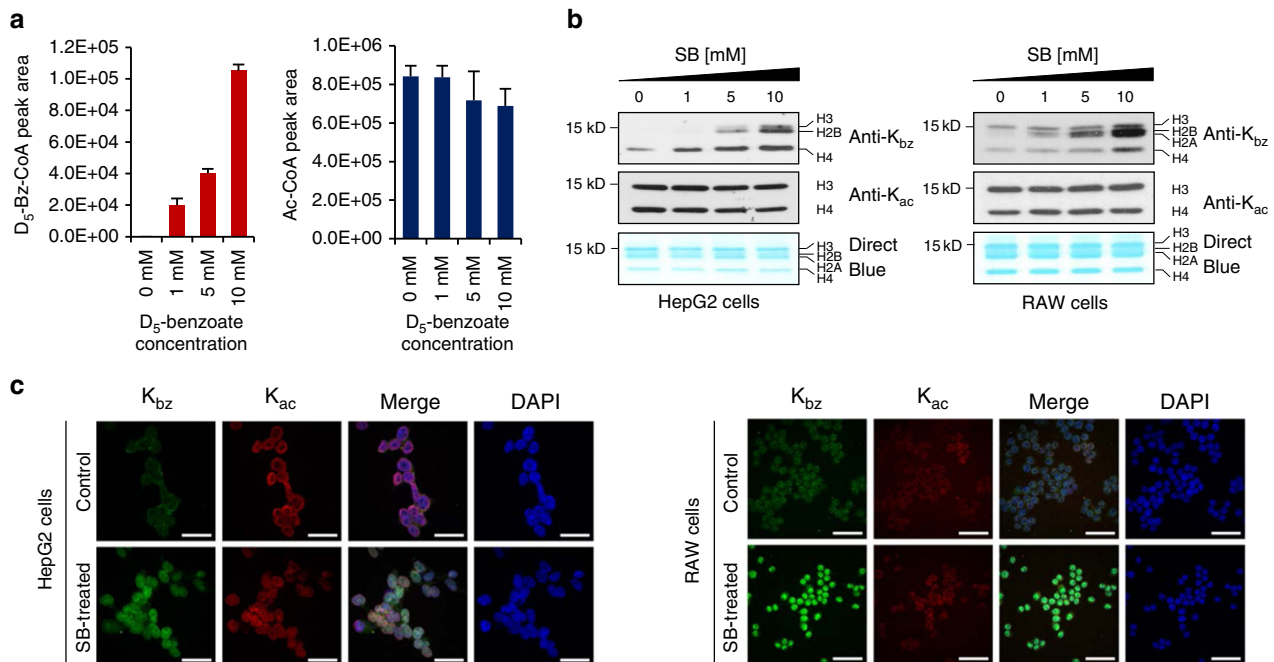 a
D5-Bz-CoA peak area
1.2E+05
1.0E+05
8.0E+04
6.0E+04
4.0E+04
2.0E+04
0.0E+00
0 mM
1 mM
5 mM
10 mM
D5-benzoate
concentration
Ac-CoA peak area
1.0E+06
8.0E+05
6.0E+05
4.0E+05
2.0E+05
0.0E+00
0 mM
1 mM
5 mM
10 mM
D5-benzoate
concentration
b
SB [mM]
0 1 5 10
15 kD
H3
H2B
H4
Anti-Kbz
15 kD
H3
H4
Anti-Kac
15 kD
H3
H2B
H2A
H4
Direct
Blue
HepG2 cells
SB [mM]
0 1 5 10
15 kD
H3
H2B
H2A
H4
Anti-Kbz
15 kD
H3
H4
Anti-Kac
15 kD
H3
H2B
H2A
H4
Direct
Blue
RAW cells
c
Kbz Kac Merge DAPI
HepG2 cells
Control
SB-treated
Kbz Kac Merge DAPI
RAW cells
Control
SB-treated